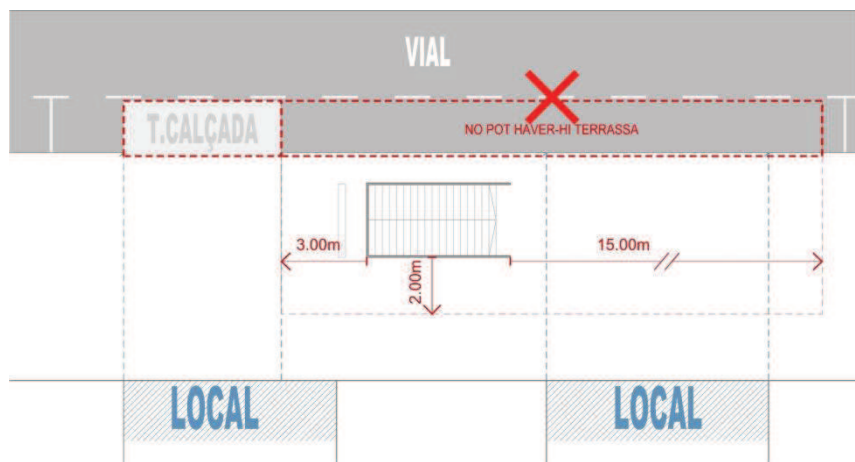 VIAL
T.CALÇADA
NO POT HAVER-HI TERRASSA
3.00m
15.00m
2.00m
LOCAL
LOCAL